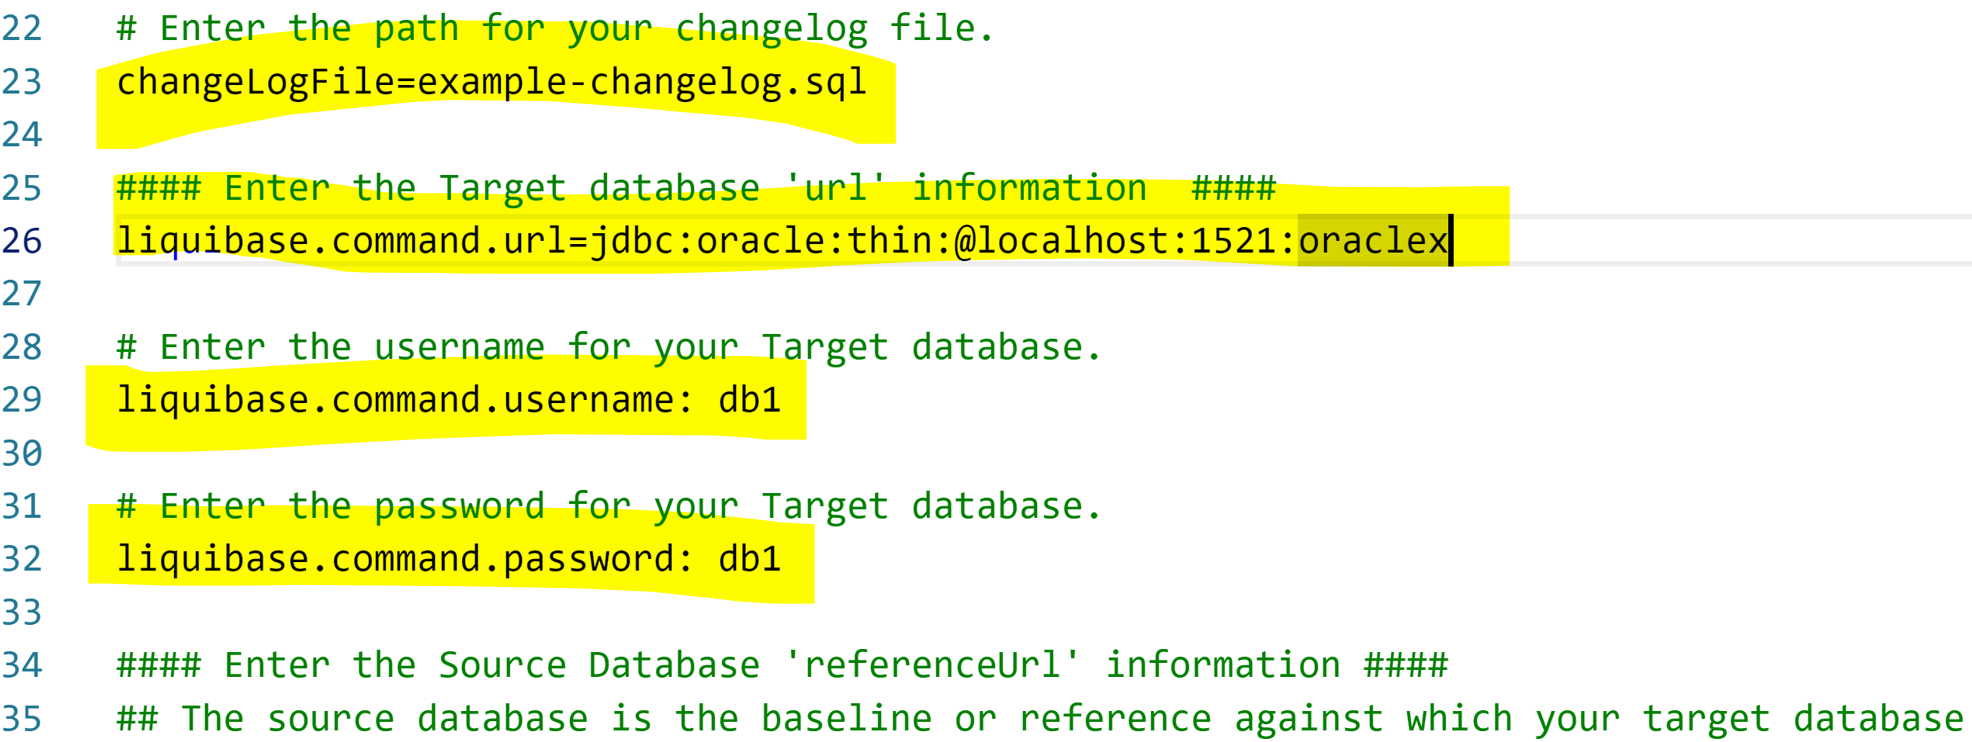 22 # Enter the path for your changelog file.
23 changeLogFile=example-changelog.sql
24
25 #### Enter the Target database 'url' information  ####
26 liquibase.command.url=jdbc:oracle:thin:@localhost:1521:oraclex
27
28 # Enter the username for your Target database.
29 liquibase.command.username: db1
30
31 # Enter the password for your Target database.
32 liquibase.command.password: db1
33
34 #### Enter the Source Database 'referenceUrl' information ####
35 ## The source database is the baseline or reference against which your target database